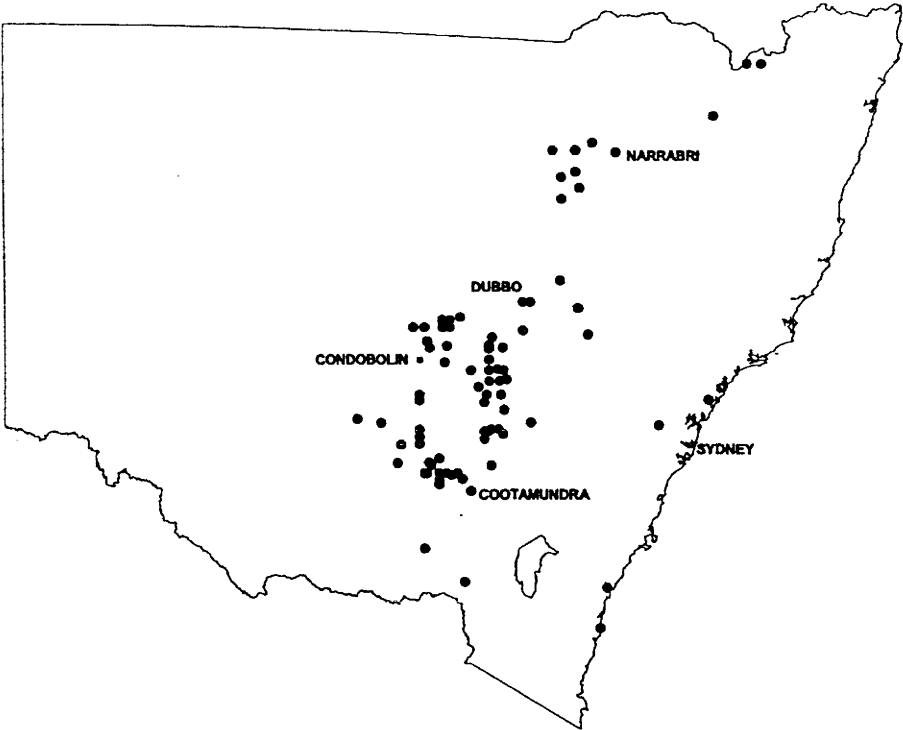 NARRABRI
DUBBO
CONDOBOLIN
SYDNEY
COOTAMUNDRA